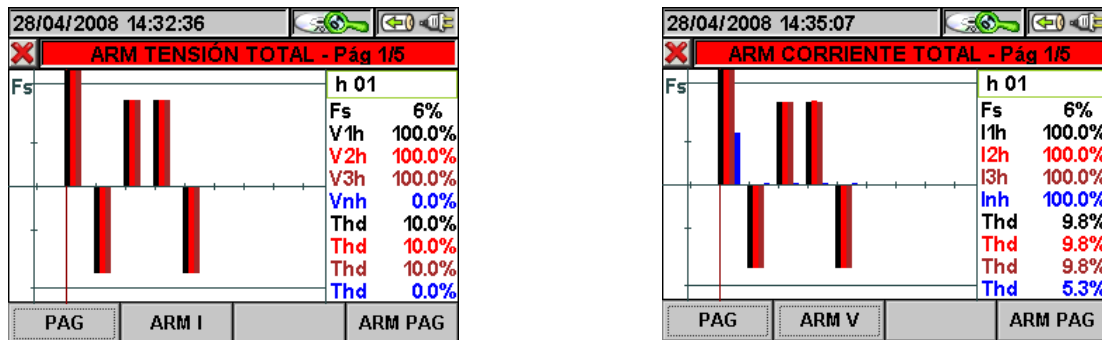 28/04/2008 14:32:36
ARM TENSIÓN TOTAL - Pág 1/5
Fs
h 01
Fs 6%
V1h 100.0%
V2h 100.0%
V3h 100.0%
Vnh 0.0%
Thd 10.0%
Thd 10.0%
Thd 10.0%
Thd 0.0%
PAG ARM I ARM PAG
28/04/2008 14:35:07
ARM CORRIENTE TOTAL - Pág 1/5
Fs
h 01
Fs 6%
I1h 100.0%
I2h 100.0%
I3h 100.0%
Inh 100.0%
Thd 9.8%
Thd 9.8%
Thd 9.8%
Thd 5.3%
PAG ARM V ARM PAG